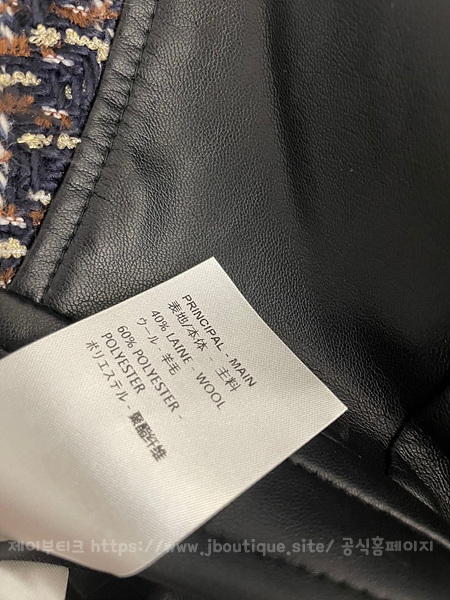 PRINCIPAL - MAIN
表地/本体 - 主料
40% LAINE - WOOL
ウール - 羊毛
60% POLYESTER -
POLYESTER
ポリエステル - 聚酯纤维
제이부티크 https://www.jboutique.site/ 공식홈페이지